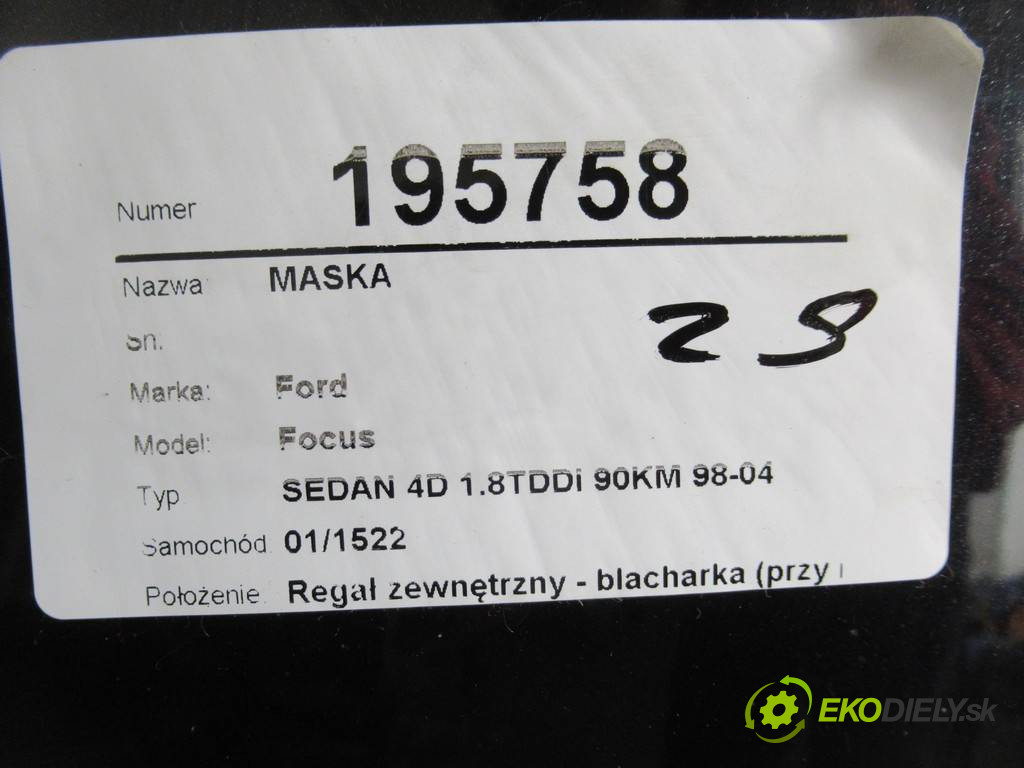 Numer 195758
Nazwa: MASKA
Sn.
28
Marka: Ford
Model: Focus
Typ SEDAN 4D 1.8TDDi 90KM 98-04
Samochód 01/1522
Położenie Regał zewnętrzny - blacharka (przy
EKODIELY.sk